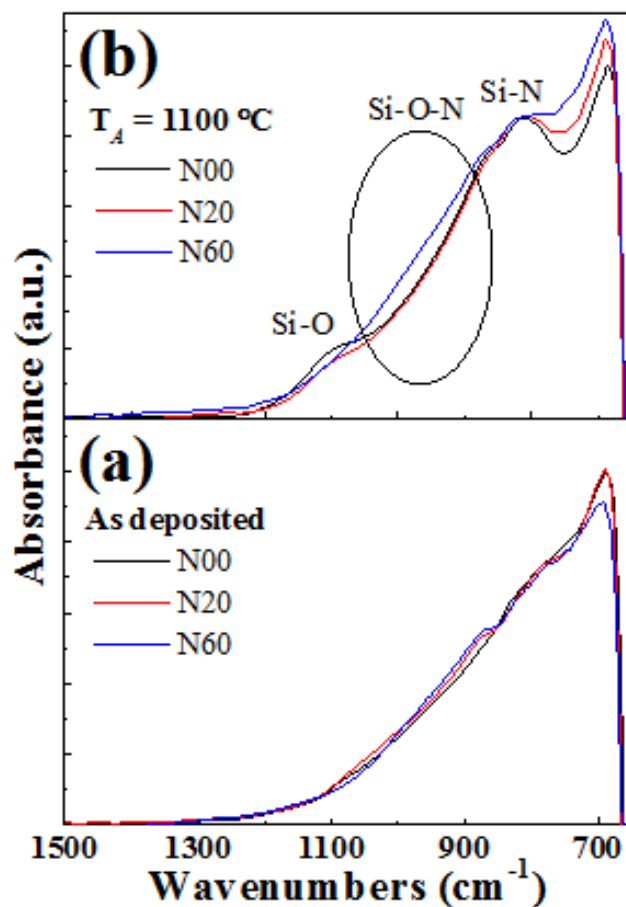 (b)
T_A = 1100 °C
N00
N20
N60
Si-O-N
Si-N
Si-O
(a)
As deposited
N00
N20
N60
Absorbance (a.u.)
1500 1300 1100 900 700
Wavenumbers (cm⁻¹)